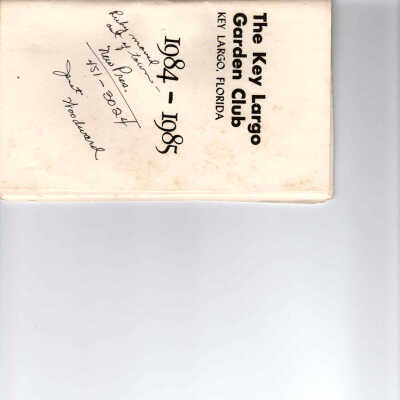 The Key Largo
Garden Club
KEY LARGO, FLORIDA
1984 - 1985
Ruby moved
out of town -
New Pres.
451-3024
Woodward